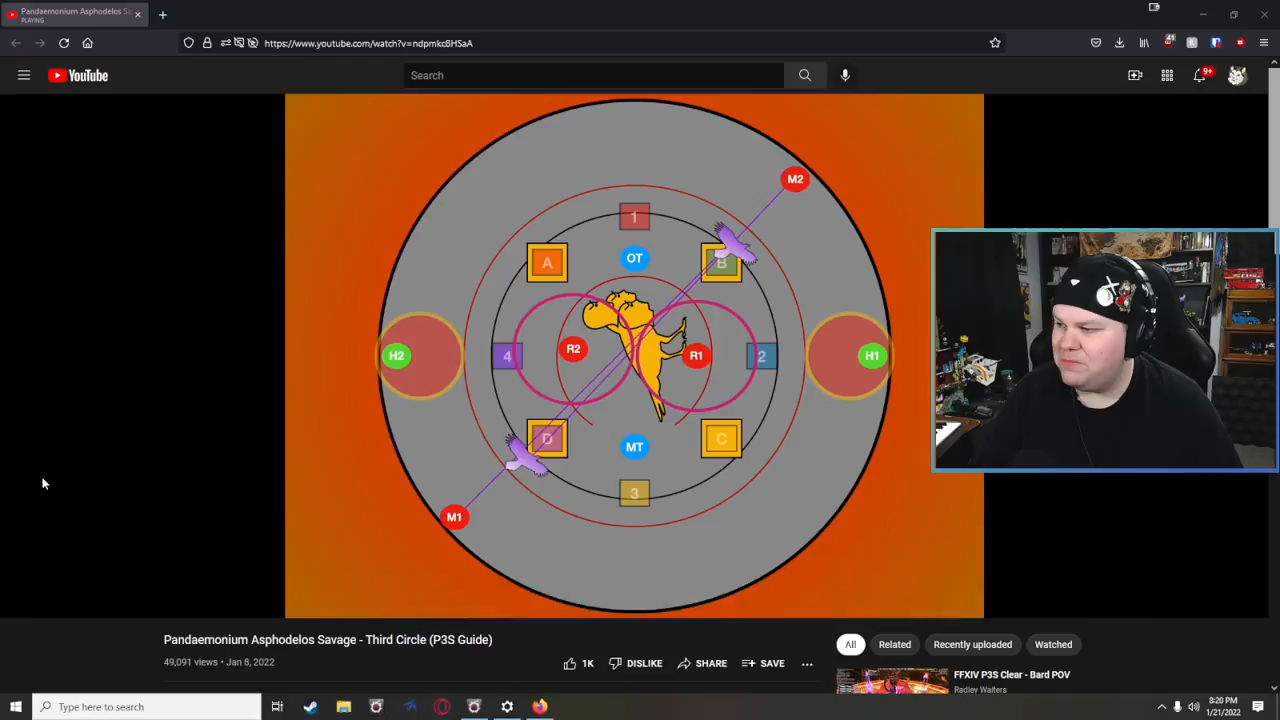 Pandaemonium Asphodelos Sa
PLAYING
https://www.youtube.com/watch?v=ndpmkc8HSaA
41
YouTube
Search
9+
M2
1
A
OT
B
H2
4
R2
R1
2
H1
D
MT
C
3
M1
Pandaemonium Asphodelos Savage - Third Circle (P3S Guide)
49,091 views • Jan 8, 2022
1K
DISLIKE
SHARE
SAVE
All
Related
Recently uploaded
Watched
FFXIV P3S Clear - Bard POV
Radley Walters
Type here to search
8:20 PM
1/21/2022